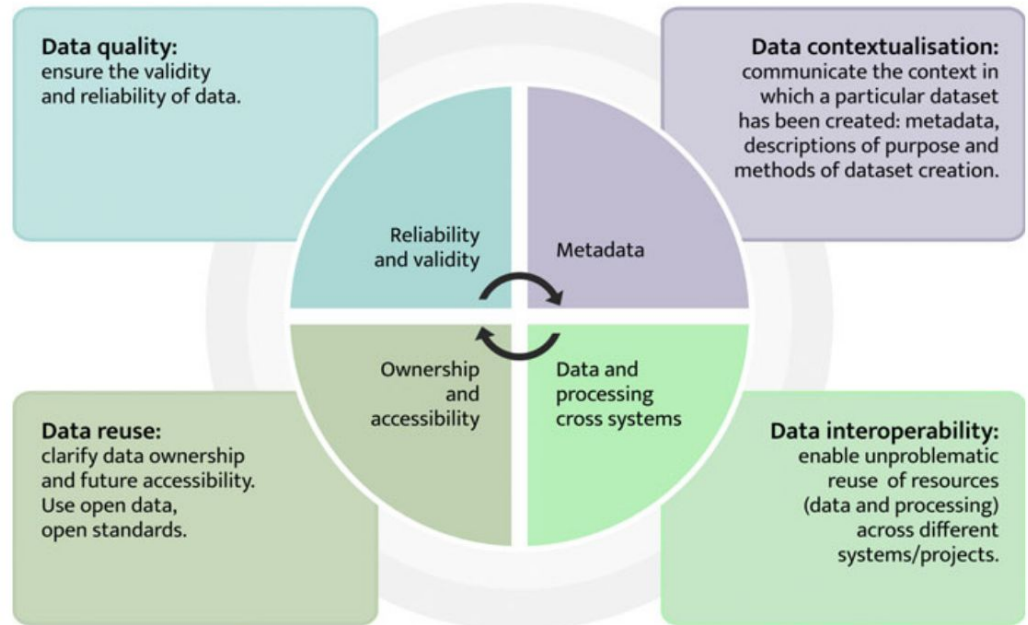 Data quality:
ensure the validity
and reliability of data.
Data contextualisation:
communicate the context in
which a particular dataset
has been created: metadata,
descriptions of purpose and
methods of dataset creation.
Reliability
and validity
Metadata
Ownership
and
accessibility
Data and
processing
cross systems
Data reuse:
clarify data ownership
and future accessibility.
Use open data,
open standards.
Data interoperability:
enable unproblematic
reuse of resources
(data and processing)
across different
systems/projects.